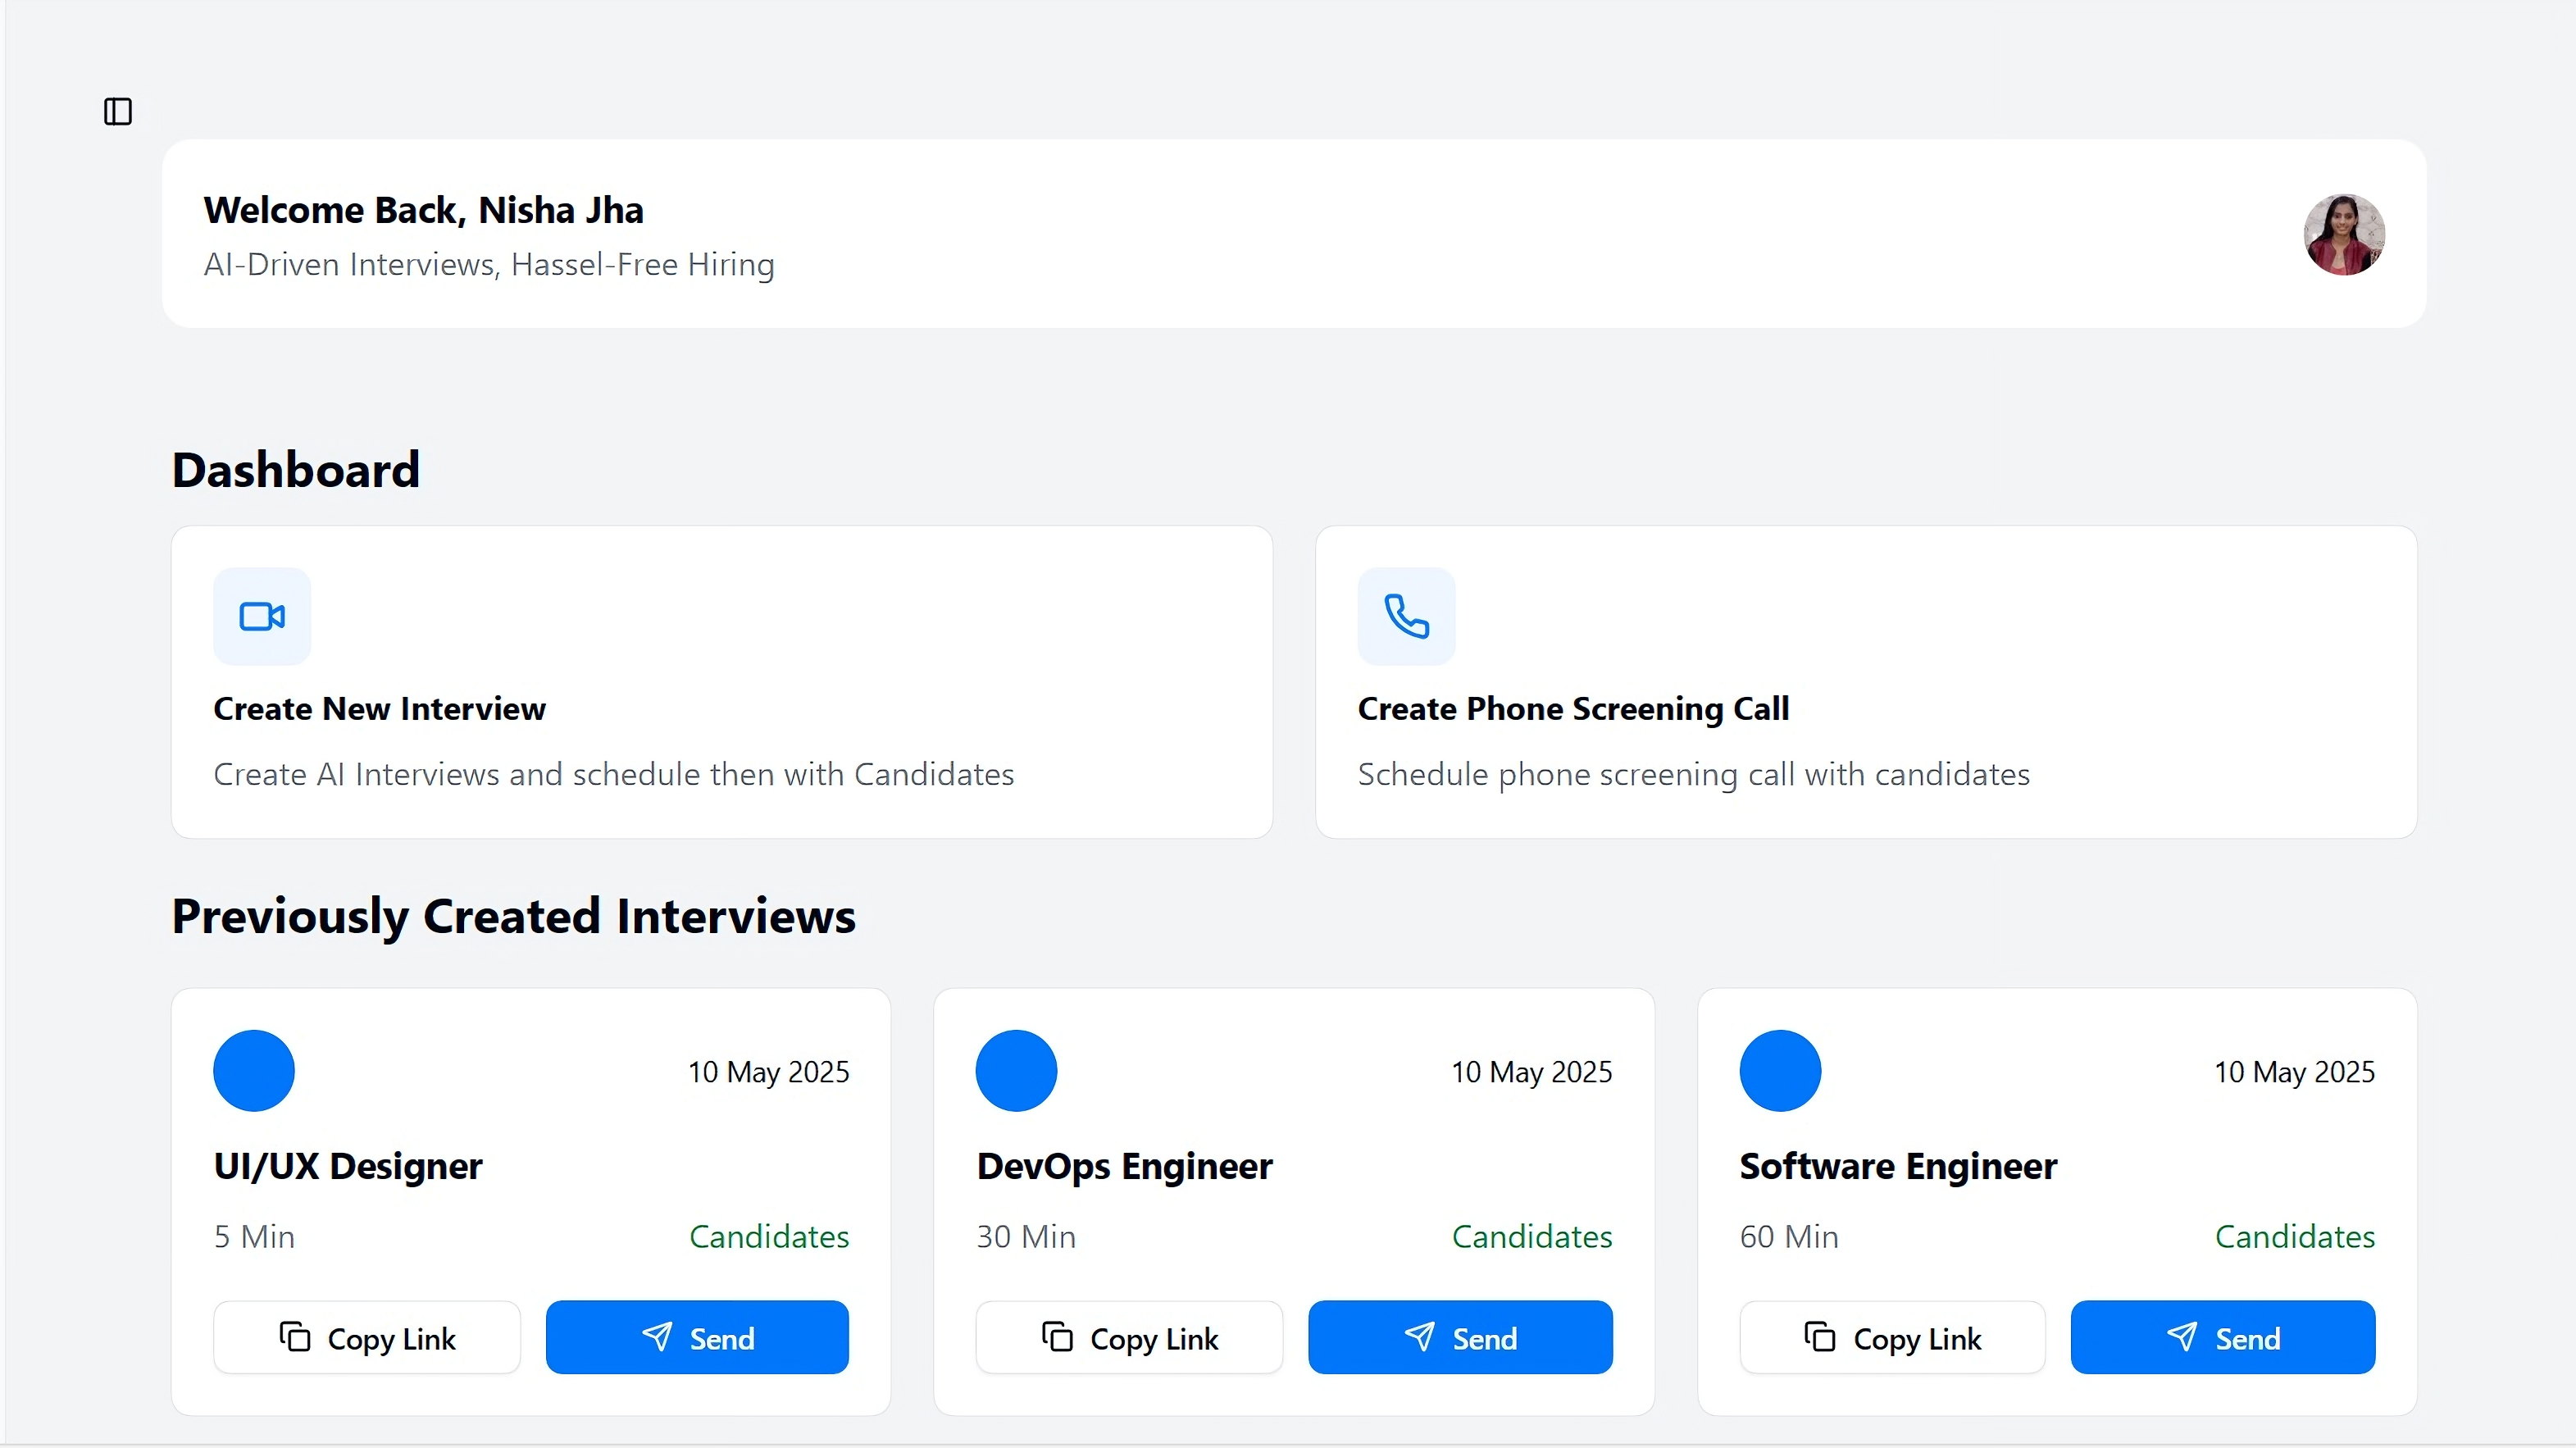 Welcome Back, Nisha Jha
AI-Driven Interviews, Hassel-Free Hiring
Dashboard
Create New Interview
Create AI Interviews and schedule then with Candidates
Create Phone Screening Call
Schedule phone screening call with candidates
Previously Created Interviews
10 May 2025
UI/UX Designer
5 Min Candidates
Copy Link Send
10 May 2025
DevOps Engineer
30 Min Candidates
Copy Link Send
10 May 2025
Software Engineer
60 Min Candidates
Copy Link Send